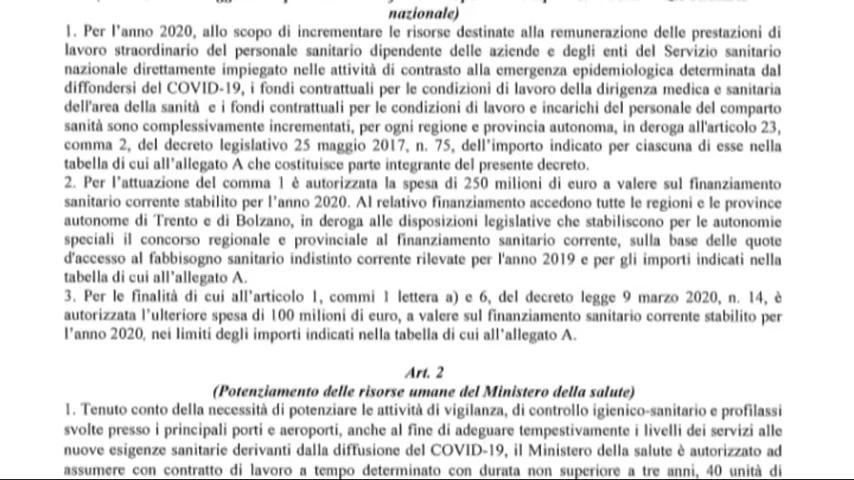 nazionale)
1. Per l'anno 2020, allo scopo di incrementare le risorse destinate alla remunerazione delle prestazioni di
lavoro straordinario del personale sanitario dipendente delle aziende e degli enti del Servizio sanitario
nazionale direttamente impiegato nelle attività di contrasto alla emergenza epidemiologica determinata dal
diffondersi del COVID-19, i fondi contrattuali per le condizioni di lavoro della dirigenza medica e sanitaria
dell'area della sanità e i fondi contrattuali per le condizioni di lavoro e incarichi del personale del comparto
sanità sono complessivamente incrementati, per ogni regione e provincia autonoma, in deroga all'articolo 23,
comma 2, del decreto legislativo 25 maggio 2017, n. 75, dell'importo indicato per ciascuna di esse nella
tabella di cui all'allegato A che costituisce parte integrante del presente decreto.
2. Per l'attuazione del comma 1 è autorizzata la spesa di 250 milioni di euro a valere sul finanziamento
sanitario corrente stabilito per l'anno 2020. Al relativo finanziamento accedono tutte le regioni e le province
autonome di Trento e di Bolzano, in deroga alle disposizioni legislative che stabiliscono per le autonomie
speciali il concorso regionale e provinciale al finanziamento sanitario corrente, sulla base delle quote
d'accesso al fabbisogno sanitario indistinto corrente rilevate per l'anno 2019 e per gli importi indicati nella
tabella di cui all'allegato A.
3. Per le finalità di cui all'articolo 1, commi 1 lettera a) e 6, del decreto legge 9 marzo 2020, n. 14, è
autorizzata l'ulteriore spesa di 100 milioni di euro, a valere sul finanziamento sanitario corrente stabilito per
l'anno 2020, nei limiti degli importi indicati nella tabella di cui all'allegato A.
Art. 2
(Potenziamento delle risorse umane del Ministero della salute)
1. Tenuto conto della necessità di potenziare le attività di vigilanza, di controllo igienico-sanitario e profilassi
svolte presso i principali porti e aeroporti, anche al fine di adeguare tempestivamente i livelli dei servizi alle
nuove esigenze sanitarie derivanti dalla diffusione del COVID-19, il Ministero della salute è autorizzato ad
assumere con contratto di lavoro a tempo determinato con durata non superiore a tre anni, 40 unità di